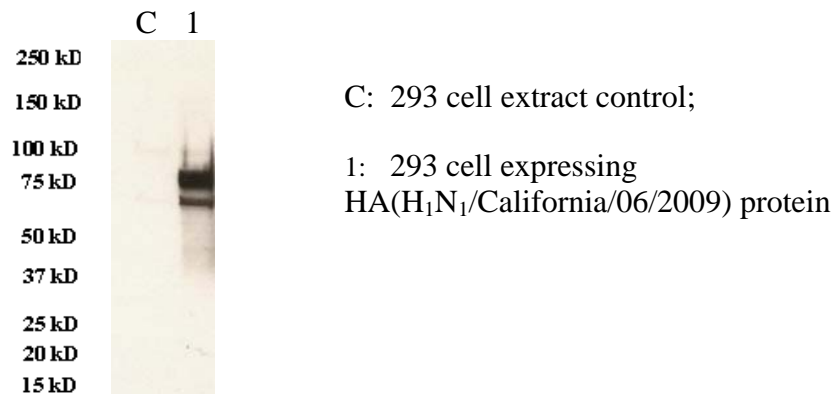 C 1
250 kD
150 kD
100 kD
75 kD
50 kD
37 kD
25 kD
20 kD
15 kD
C: 293 cell extract control;
1: 293 cell expressing
HA(H₁N₁/California/06/2009) protein